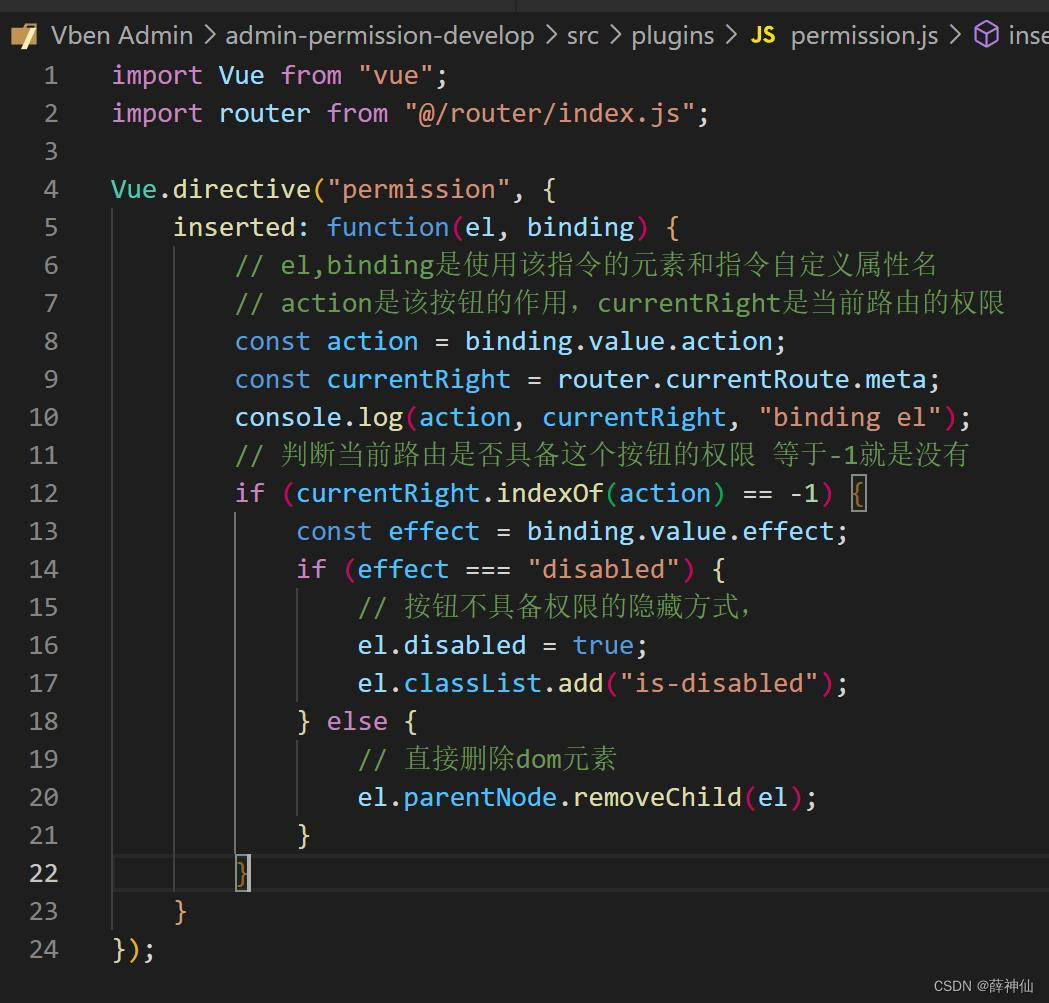 Vben Admin > admin-permission-develop > src > plugins > JS permission.js > inse
1 import Vue from "vue";
2 import router from "@/router/index.js";
3
4 Vue.directive("permission", {
5     inserted: function(el, binding) {
6         // el,binding是使用该指令的元素和指令自定义属性名
7         // action是该按钮的作用，currentRight是当前路由的权限
8         const action = binding.value.action;
9         const currentRight = router.currentRoute.meta;
10         console.log(action, currentRight, "binding el");
11         // 判断当前路由是否具备这个按钮的权限 等于-1就是没有
12         if (currentRight.indexOf(action) == -1) {
13             const effect = binding.value.effect;
14             if (effect === "disabled") {
15                 // 按钮不具备权限的隐藏方式，
16                 el.disabled = true;
17                 el.classList.add("is-disabled");
18             } else {
19                 // 直接删除dom元素
20                 el.parentNode.removeChild(el);
21             }
22         }
23     }
24 });
CSDN @薛神仙